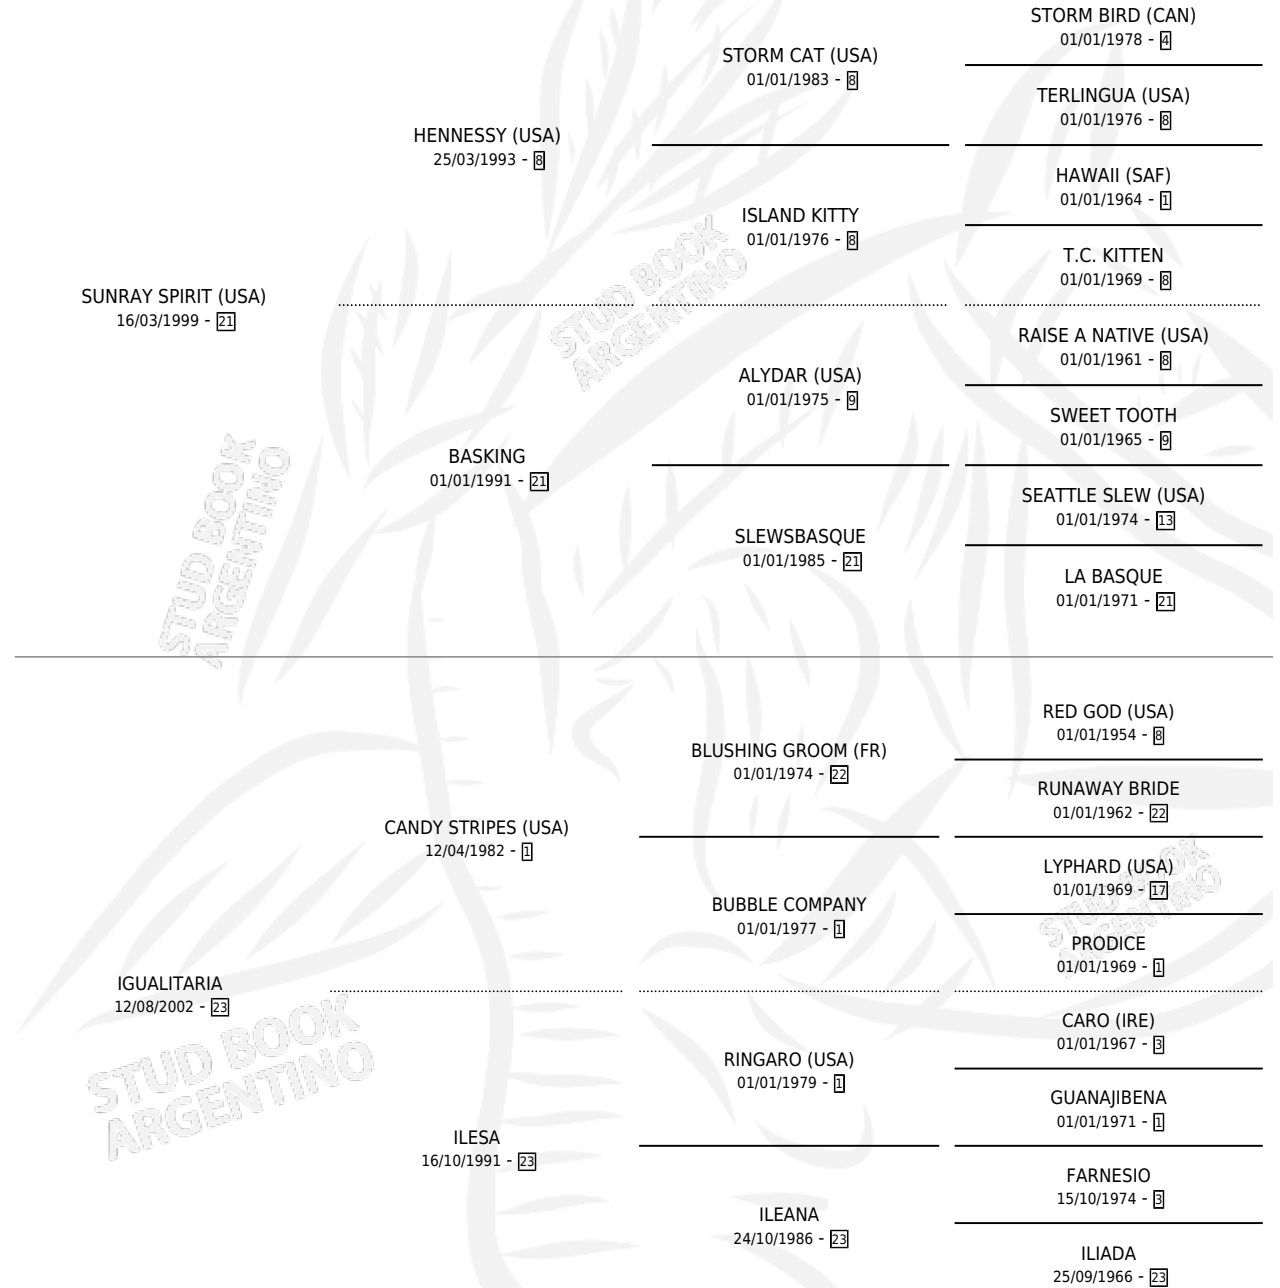 STORM BIRD (CAN)
01/01/1978 - 4
STORM CAT (USA)
01/01/1983 - 8
TERLINGUA (USA)
01/01/1976 - 8
HENNESSY (USA)
25/03/1993 - 8
HAWAII (SAF)
01/01/1964 - 1
ISLAND KITTY
01/01/1976 - 8
T.C. KITTEN
01/01/1969 - 8
SUNRAY SPIRIT (USA)
16/03/1999 - 21
RAISE A NATIVE (USA)
01/01/1961 - 8
ALYDAR (USA)
01/01/1975 - 9
SWEET TOOTH
01/01/1965 - 9
BASKING
01/01/1991 - 21
SEATTLE SLEW (USA)
01/01/1974 - 13
SLEWSBASQUE
01/01/1985 - 21
LA BASQUE
01/01/1971 - 21
RED GOD (USA)
01/01/1954 - 8
BLUSHING GROOM (FR)
01/01/1974 - 22
RUNAWAY BRIDE
01/01/1962 - 22
CANDY STRIPES (USA)
12/04/1982 - 1
LYPHARD (USA)
01/01/1969 - 17
BUBBLE COMPANY
01/01/1977 - 1
PRODICE
01/01/1969 - 1
IGUALITARIA
12/08/2002 - 23
CARO (IRE)
01/01/1967 - 3
RINGARO (USA)
01/01/1979 - 1
GUANAJIBENA
01/01/1971 - 1
ILESA
16/10/1991 - 23
FARNESIO
15/10/1974 - 3
ILEANA
24/10/1986 - 23
ILIADA
25/09/1966 - 23
STUD BOOK
ARGENTINO
STUD BOOK
ARGENTINO
STUD BOOK
ARGENTINO
STUD BOOK
ARGENTINO